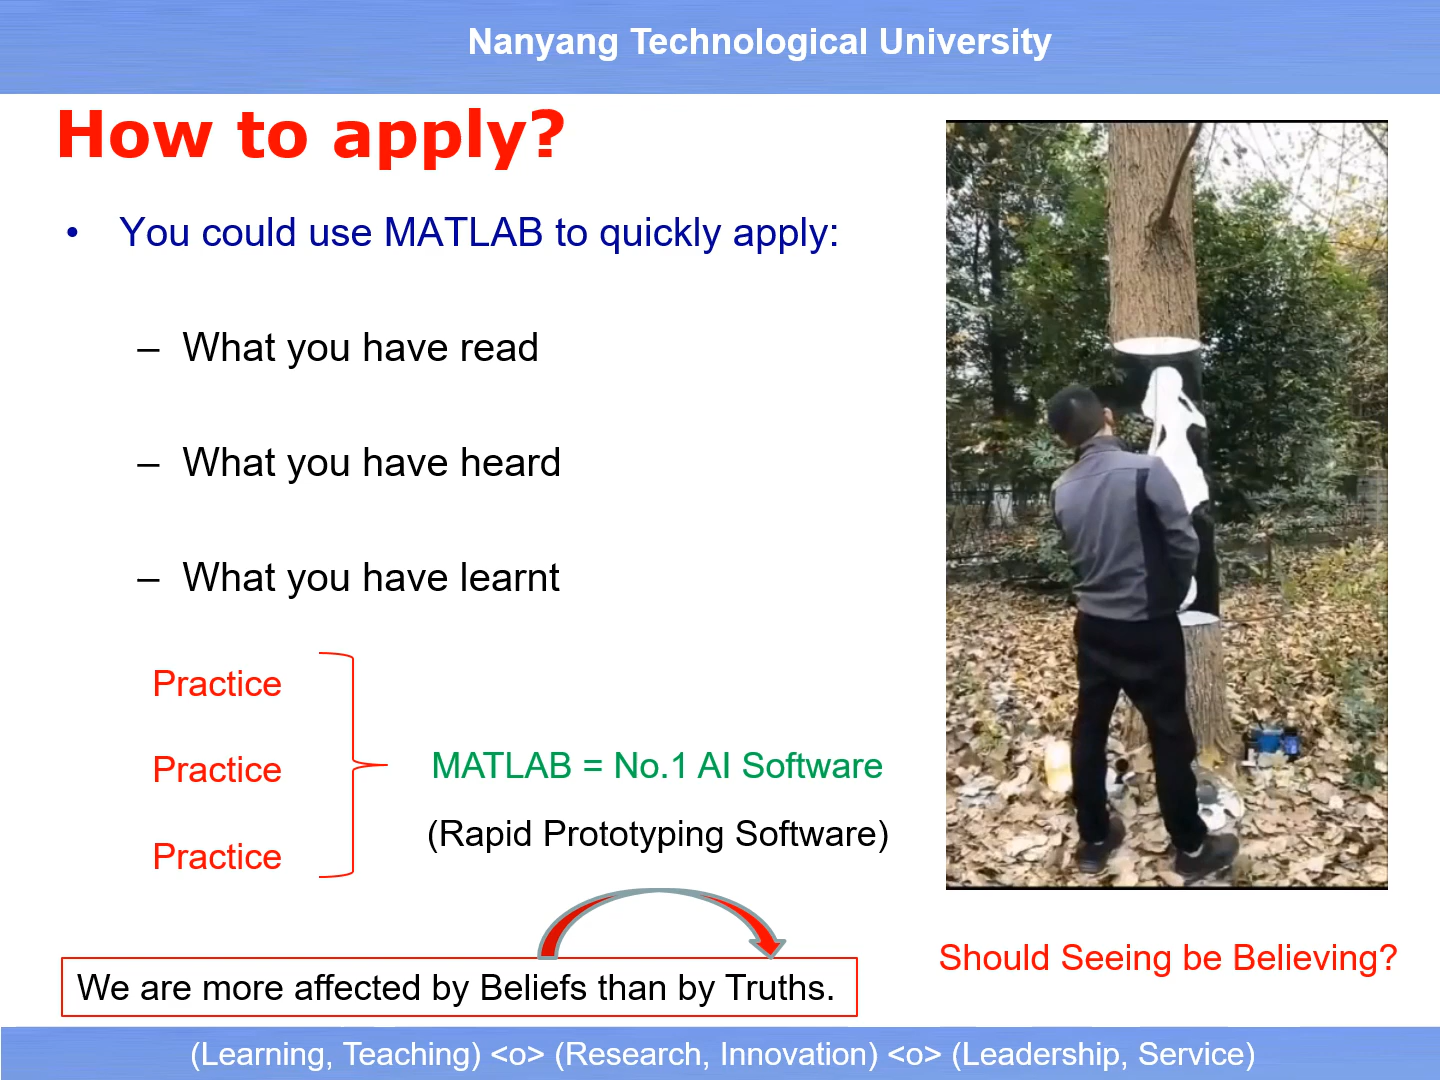 Nanyang Technological University
How to apply?
• You could use MATLAB to quickly apply:
– What you have read
– What you have heard
– What you have learnt
Practice
Practice
Practice
MATLAB = No.1 AI Software
(Rapid Prototyping Software)
We are more affected by Beliefs than by Truths.
Should Seeing be Believing?
(Learning, Teaching) <o> (Research, Innovation) <o> (Leadership, Service)